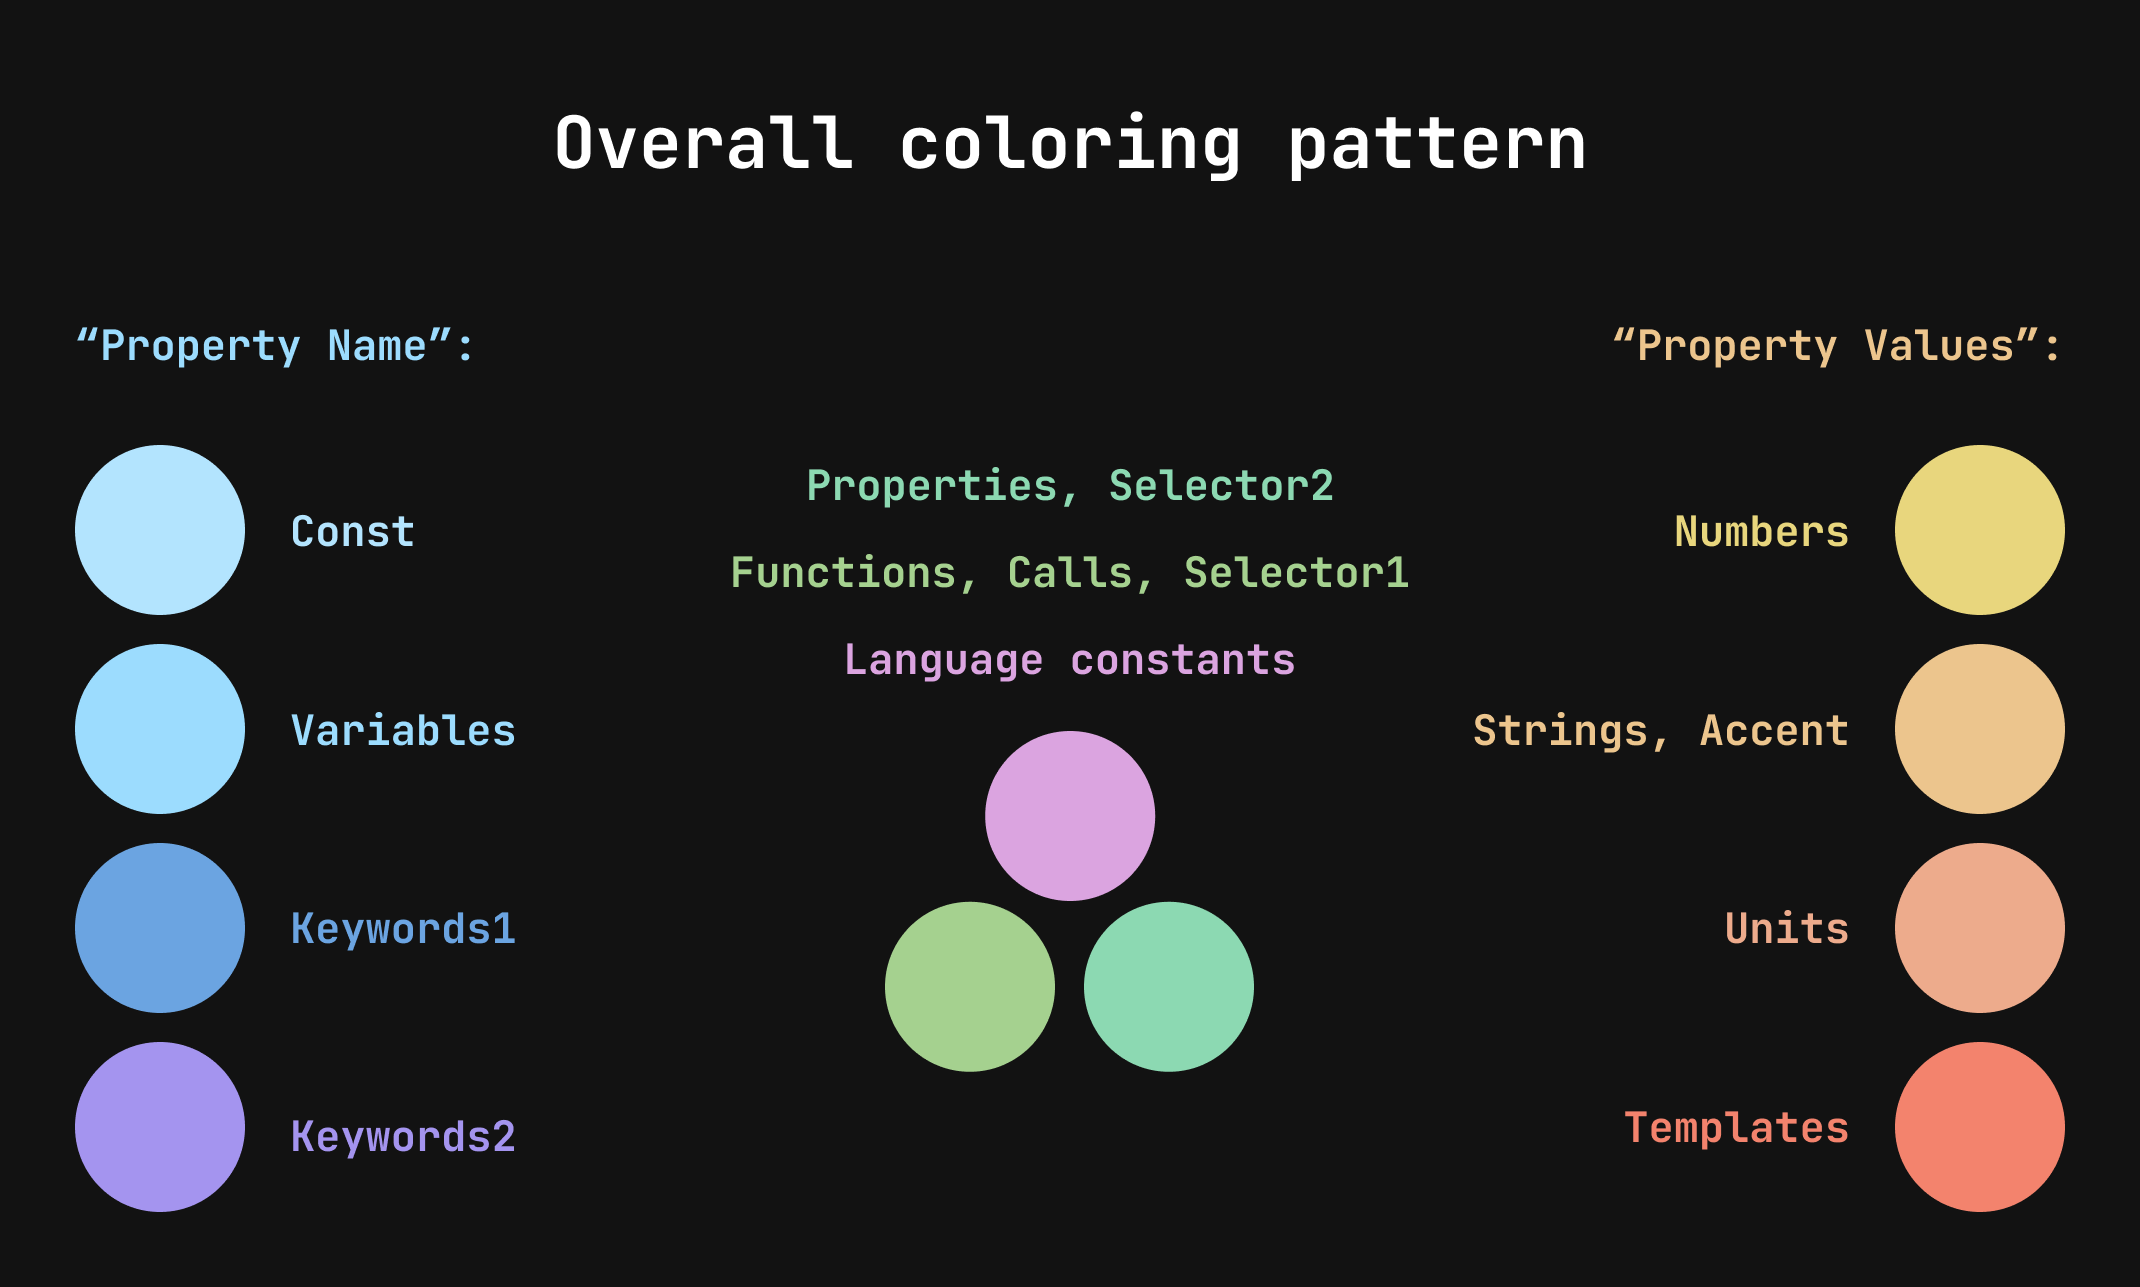 Overall coloring pattern
“Property Name”:
Const
Variables
Keywords1
Keywords2
Properties, Selector2
Functions, Calls, Selector1
Language constants
“Property Values”:
Numbers
Strings, Accent
Units
Templates